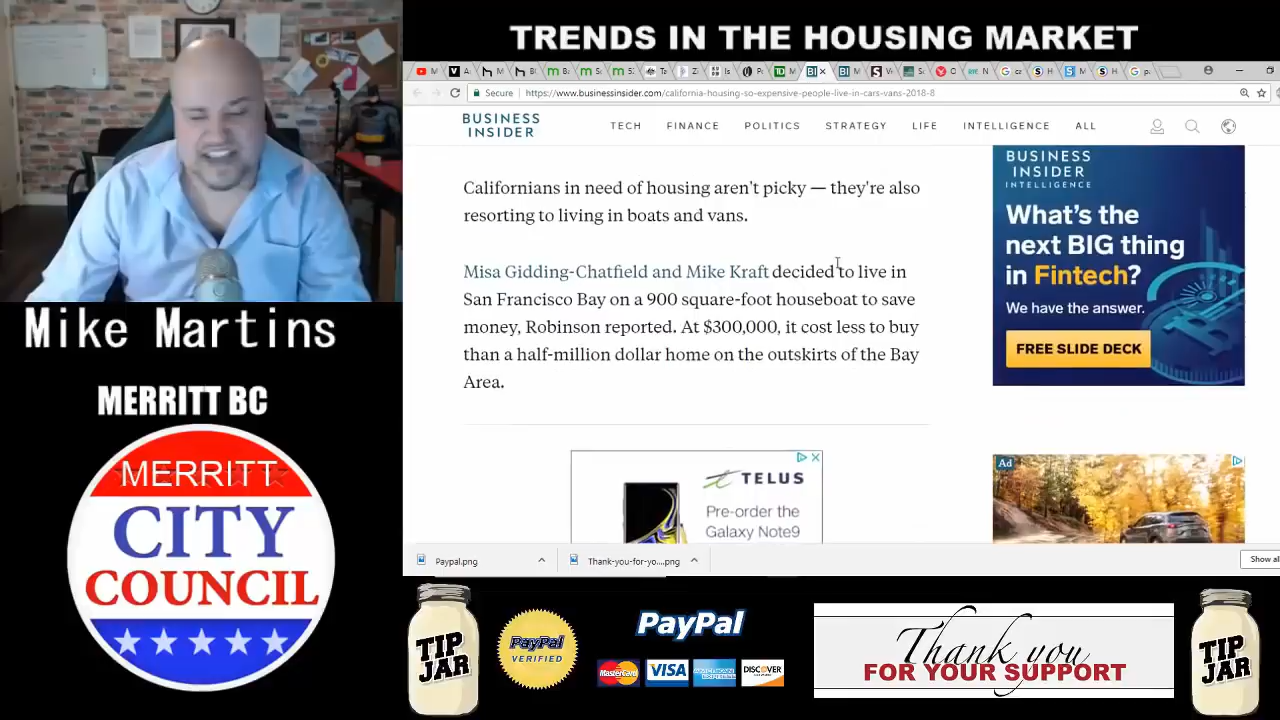 TRENDS IN THE HOUSING MARKET
Secure
https://www.businessinsider.com/california-housing-so-expensive-people-live-in-cars-vans-2018-8
BUSINESS
INSIDER
TECH FINANCE POLITICS STRATEGY LIFE INTELLIGENCE ALL
Californians in need of housing aren't picky — they're also
resorting to living in boats and vans.
Misa Gidding-Chatfield and Mike Kraft decided to live in
San Francisco Bay on a 900 square-foot houseboat to save
money, Robinson reported. At $300,000, it cost less to buy
than a half-million dollar home on the outskirts of the Bay
Area.
BUSINESS
INSIDER
INTELLIGENCE
What's the
next BIG thing
in Fintech?
We have the answer.
FREE SLIDE DECK
TELUS
Pre-order the
Galaxy Note9
Ad
Paypal.png
Thank-you-for-yo....png
Show all
Mike Martins
MERRITT BC
MERRITT
CITY
COUNCIL
TIP
JAR
PayPal
VERIFIED
PayPal
MasterCard
VISA
AMERICAN EXPRESS
DISCOVER
Thank you
FOR YOUR SUPPORT
TIP
JAR